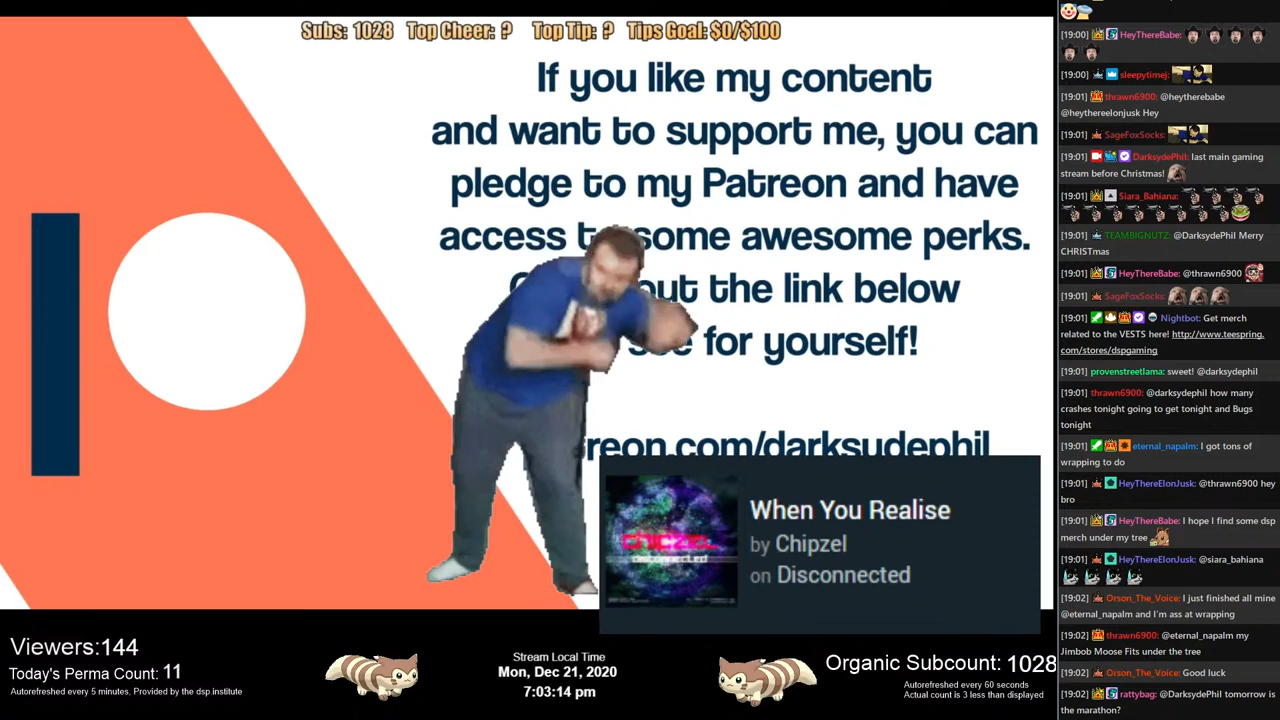 Subs: 1028 Top Cheer: ? Top Tip: ? Tips Goal: $0/$100
If you like my content
and want to support me, you can
pledge to my Patreon and have
access some awesome perks.
out the link below
for yourself!
reon.com/darksydephil
CHIPZEL
DISCONNECTED
When You Realise
by Chipzel
on Disconnected
Viewers:144
Today's Perma Count: 11
Autorefreshed every 5 minutes, Provided by the dsp.institute
Stream Local Time
Mon, Dec 21, 2020
7:03:14 pm
Organic Subcount: 1028
Autorefreshed every 60 seconds
Actual count is 3 less than displayed
[19:00] HeyThereBabe:
[19:00] sleepytimej:
[19:01] thrawn6900: @heytherebabe
@heythereelonjusk Hey
[19:01] SageFoxSocks:
[19:01] DarksydePhil: last main gaming
stream before Christmas!
[19:01] Siara_Bahiana:
[19:01] TEAMBIGNUTZ: @DarksydePhil Merry
CHRISTmas
[19:01] HeyThereBabe: @thrawn6900
[19:01] SageFoxSocks:
[19:01] Nightbot: Get merch
related to the VESTS here! http://www.teespring.
com/stores/dspgaming
[19:01] provenstreetlama: sweet! @darksydephil
[19:01] thrawn6900: @darksydephil how many
crashes tonight going to get tonight and Bugs
tonight
[19:01] eternal_napalm: I got tons of
wrapping to do
[19:01] HeyThereElonJusk: @thrawn6900 hey
bro
[19:01] HeyThereBabe: I hope I find some dsp
merch under my tree
[19:01] HeyThereElonJusk: @siara_bahiana
[19:02] Orson_The_Voice: I just finished all mine
@eternal_napalm and I'm ass at wrapping
[19:02] thrawn6900: @eternal_napalm my
Jimbob Moose Fits under the tree
[19:02] Orson_The_Voice: Good luck
[19:02] rattybag: @DarksydePhil tomorrow is
the marathon?